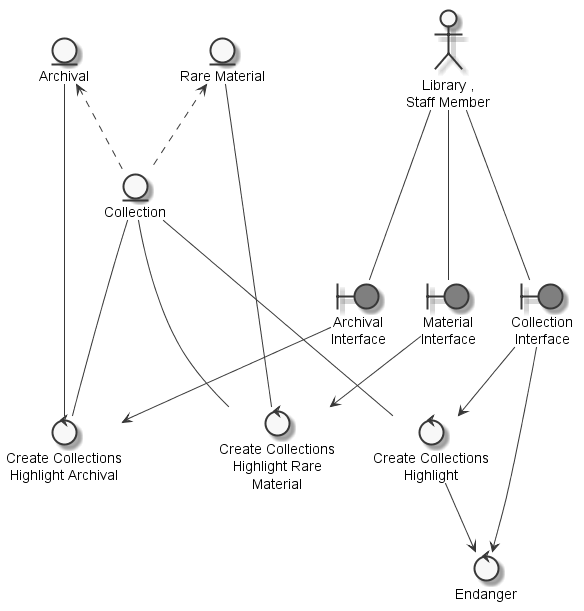 Archival
Rare Material
Library ,
Staff Member
Collection
Archival
Interface
Material
Interface
Collection
Interface
Create Collections
Highlight Archival
Create Collections
Highlight Rare
Material
Create Collections
Highlight
Endanger